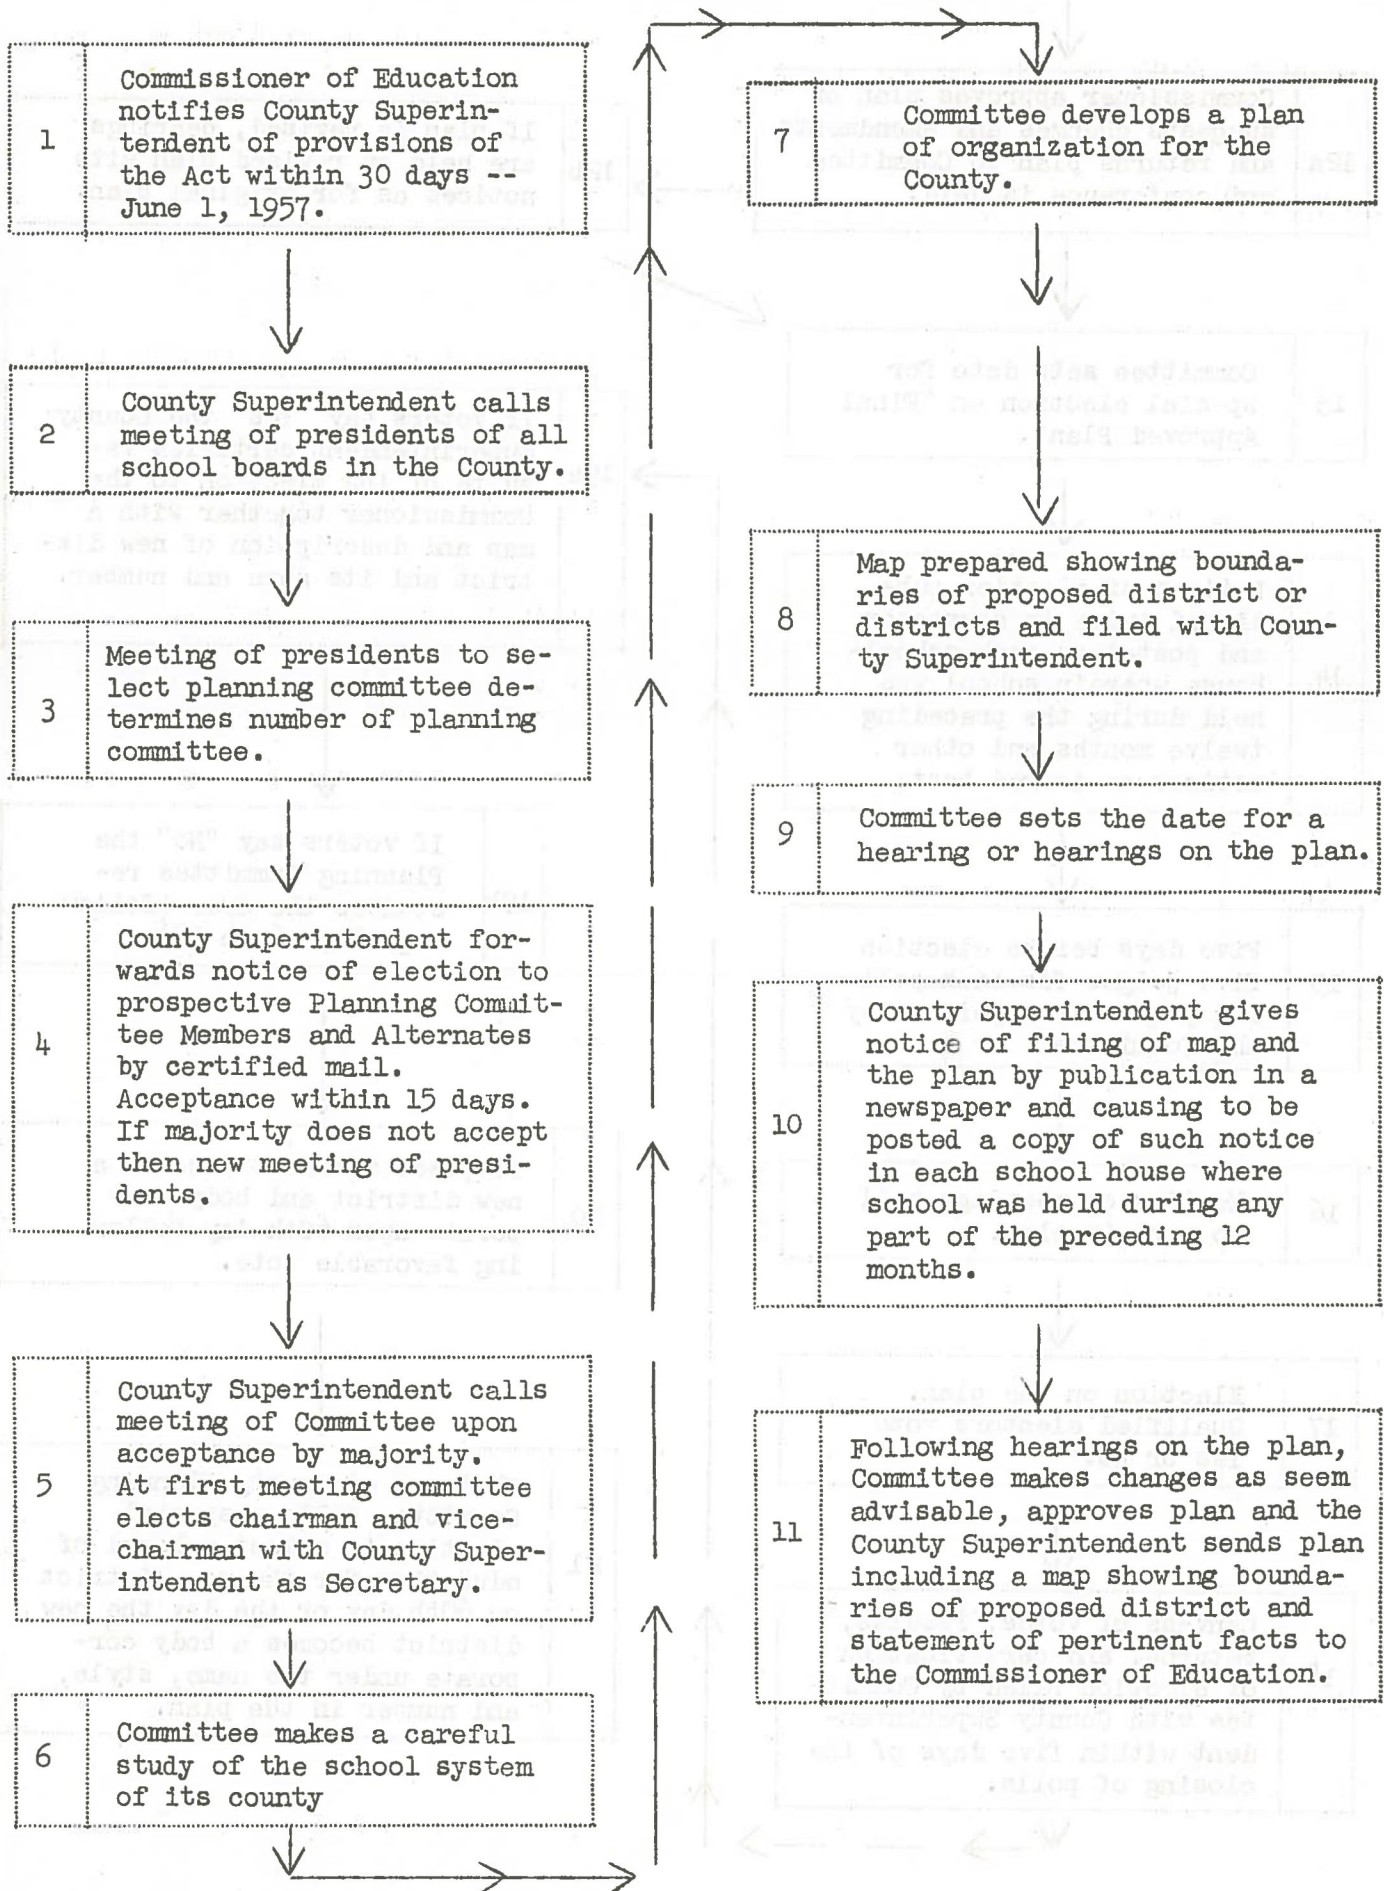 1
Commissioner of Education
notifies County Superin-
tendent of provisions of
the Act within 30 days --
June 1, 1957.
2
County Superintendent calls
meeting of presidents of all
school boards in the County.
3
Meeting of presidents to se-
lect planning committee de-
termines number of planning
committee.
4
County Superintendent for-
wards notice of election to
prospective Planning Commit-
tee Members and Alternates
by certified mail.
Acceptance within 15 days.
If majority does not accept
then new meeting of presi-
dents.
5
County Superintendent calls
meeting of Committee upon
acceptance by majority.
At first meeting committee
elects chairman and vice-
chairman with County Super-
intendent as Secretary.
6
Committee makes a careful
study of the school system
of its county
7
Committee develops a plan
of organization for the
County.
8
Map prepared showing bounda-
ries of proposed district or
districts and filed with Coun-
ty Superintendent.
9
Committee sets the date for a
hearing or hearings on the plan.
10
County Superintendent gives
notice of filing of map and
the plan by publication in a
newspaper and causing to be
posted a copy of such notice
in each school house where
school was held during any
part of the preceding 12
months.
11
Following hearings on the plan,
Committee makes changes as seem
advisable, approves plan and the
County Superintendent sends plan
including a map showing bounda-
ries of proposed district and
statement of pertinent facts to
the Commissioner of Education.